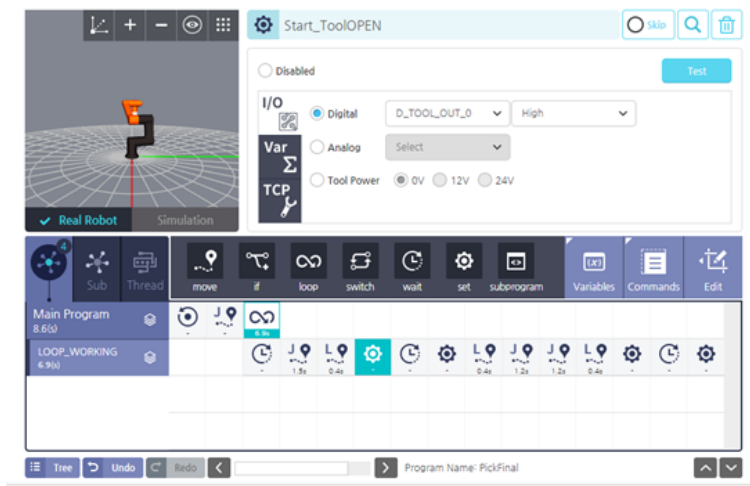 Start_ToolOPEN
Skip
Disabled
Test
I/O
Digital D_TOOL_OUT_0 High
Var Analog Select
TCP Tool Power 0V 12V 24V
Real Robot Simulation
4
Sub Thread
move if loop switch wait set subprogram Variables Commands Edit
Main Program
8.6(s)
J
6.9s
LOOP_WORKING
6.9(s)
J L L J J L
1.5s 0.4s 0.4s 1.2s 1.2s 0.4s
Tree Undo Redo Program Name: PickFinal